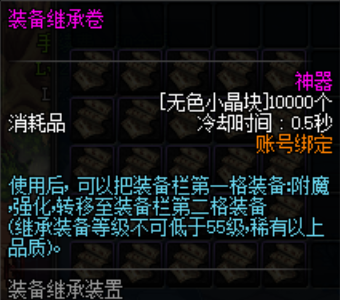 装备继承卷
神器
[无色小晶块]10000个
消耗品 冷却时间：0.5秒
账号绑定
使用后，可以把装备栏第一格装备:附魔
,强化,转移至装备栏第二格装备
(继承装备等级不可低于55级,稀有以上
品质)。
装备继承装置